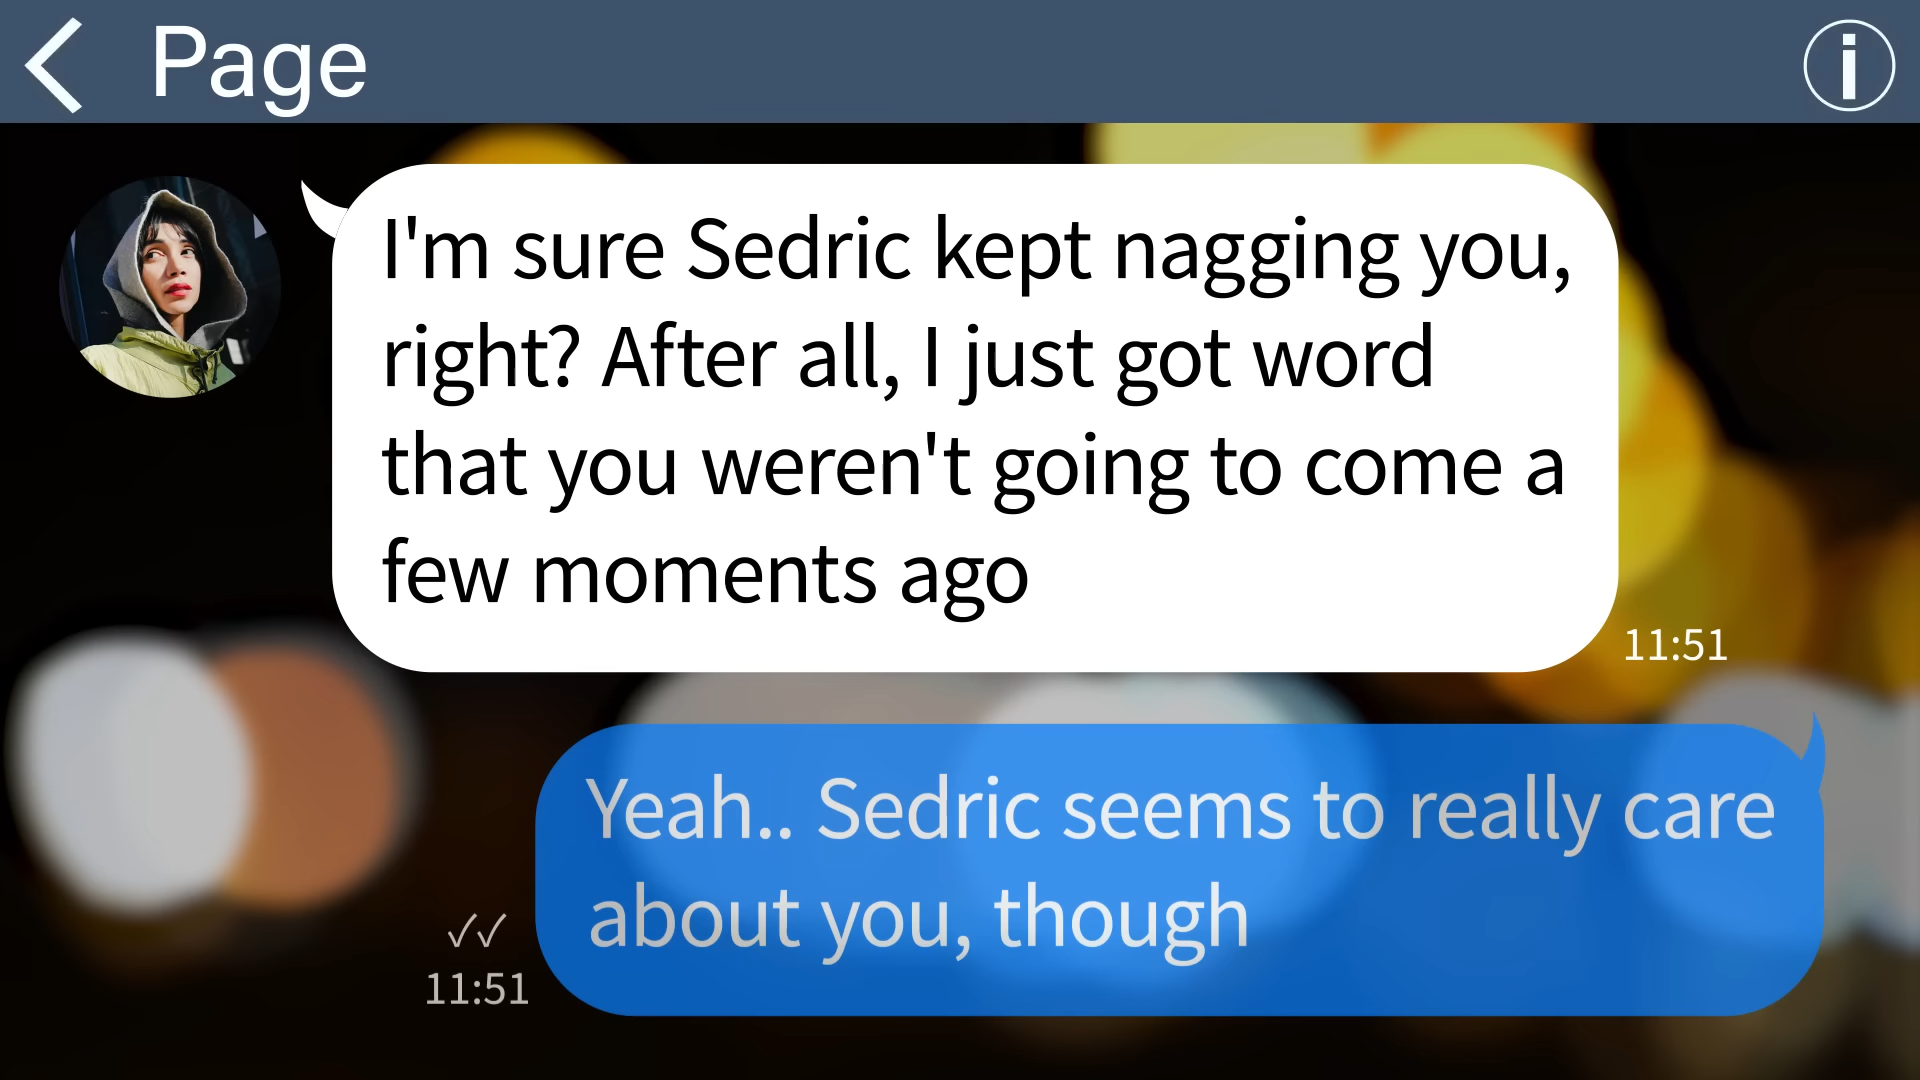 Page
I'm sure Sedric kept nagging you,
right? After all, I just got word
that you weren't going to come a
few moments ago
11:51
Yeah.. Sedric seems to really care
about you, though
11:51